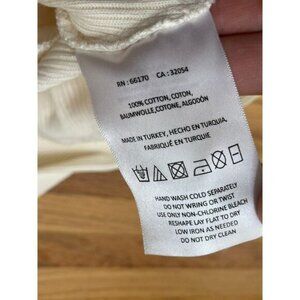 RN : 66170 CA : 32054
100% COTTON, COTON,
BAUMWOLLE,COTONE, ALGODÓN
MADE IN TURKEY, HECHO EN TURQUIA,
FABRIQUÉ EN TURQUIE
HAND WASH COLD SEPARATELY
DO NOT WRING OR TWIST
USE ONLY NON-CHLORINE BLEACH
RESHAPE LAY FLAT TO DRY
LOW IRON AS NEEDED
DO NOT DRY CLEAN